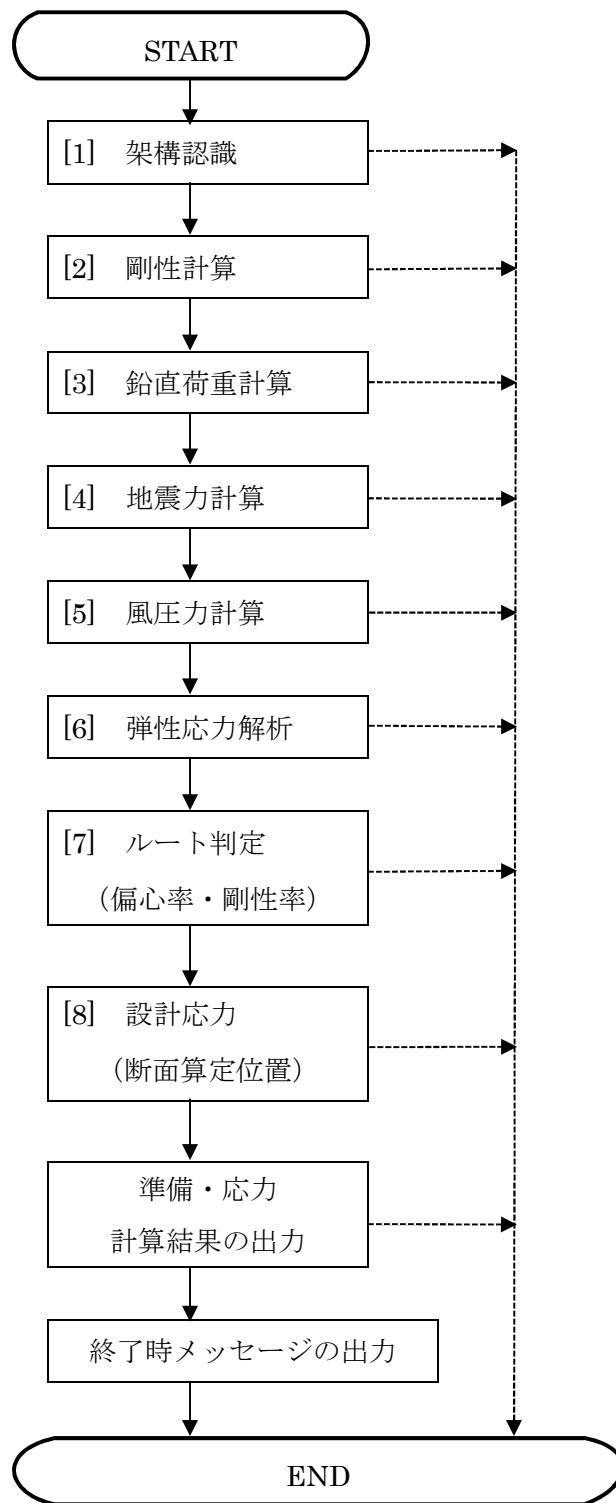 START
[1] 架構認識
[2] 剛性計算
[3] 鉛直荷重計算
[4] 地震力計算
[5] 風圧力計算
[6] 弾性応力解析
[7] ルート判定
（偏心率・剛性率）
[8] 設計応力
（断面算定位置）
準備・応力
計算結果の出力
終了時メッセージの出力
END